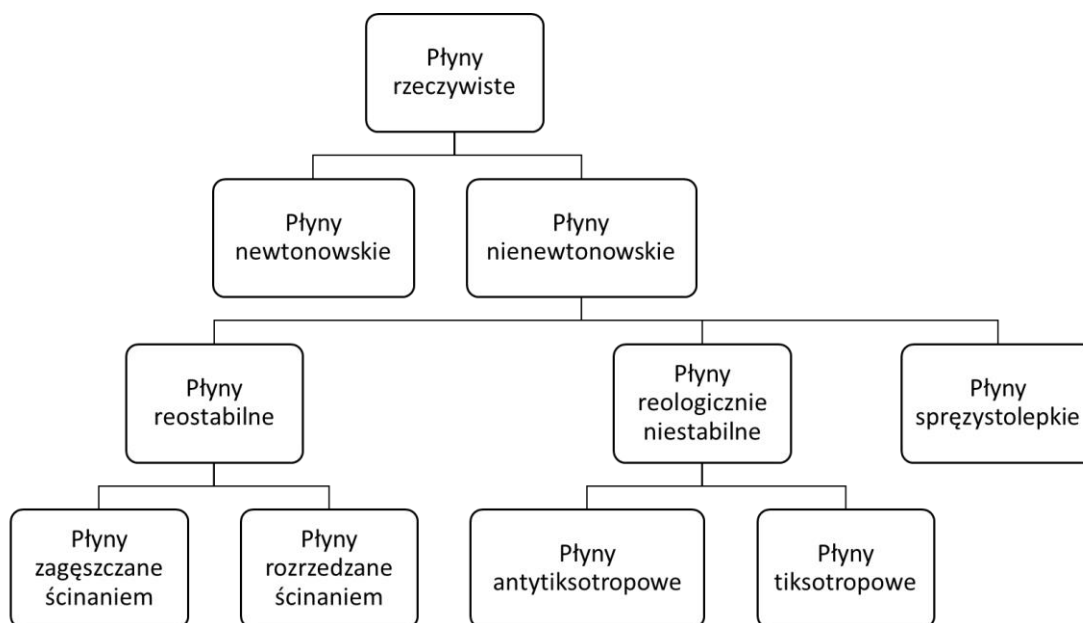 Płyny
rzeczywiste
Płyny
newtonowskie
Płyny
nienewtonowskie
Płyny
reostabilne
Płyny
reologicznie
niestabilne
Płyny
spręzystolepkie
Płyny
zagęszczane
ścinaniem
Płyny
rozrzedzane
ścinaniem
Płyny
antytiksotropowe
Płyny
tiksotropowe